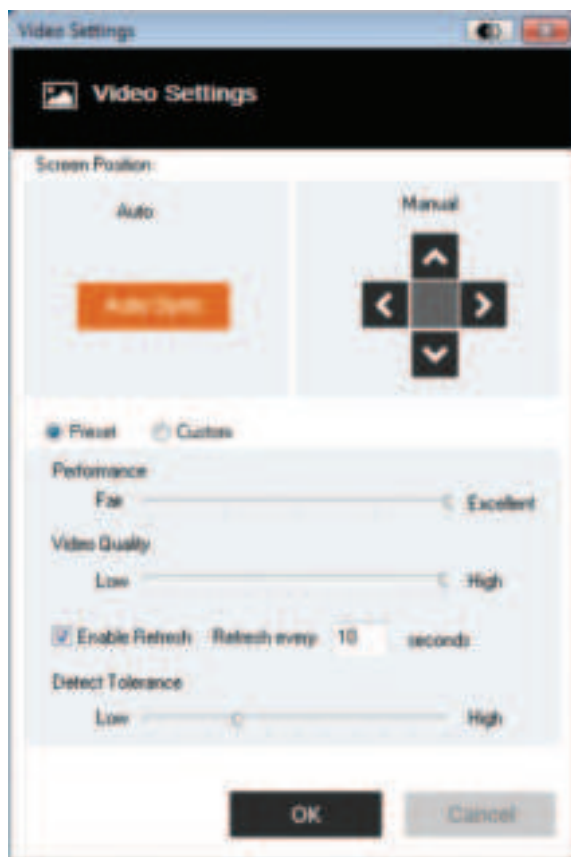 Video Settings
Video Settings
Screen Position:
Auto Manual
Auto Sync
Preset Custom
Performance
Fair Excellent
Video Quality
Low High
Enable Refresh Refresh every 10 seconds
Detect Tolerance
Low High
OK Cancel